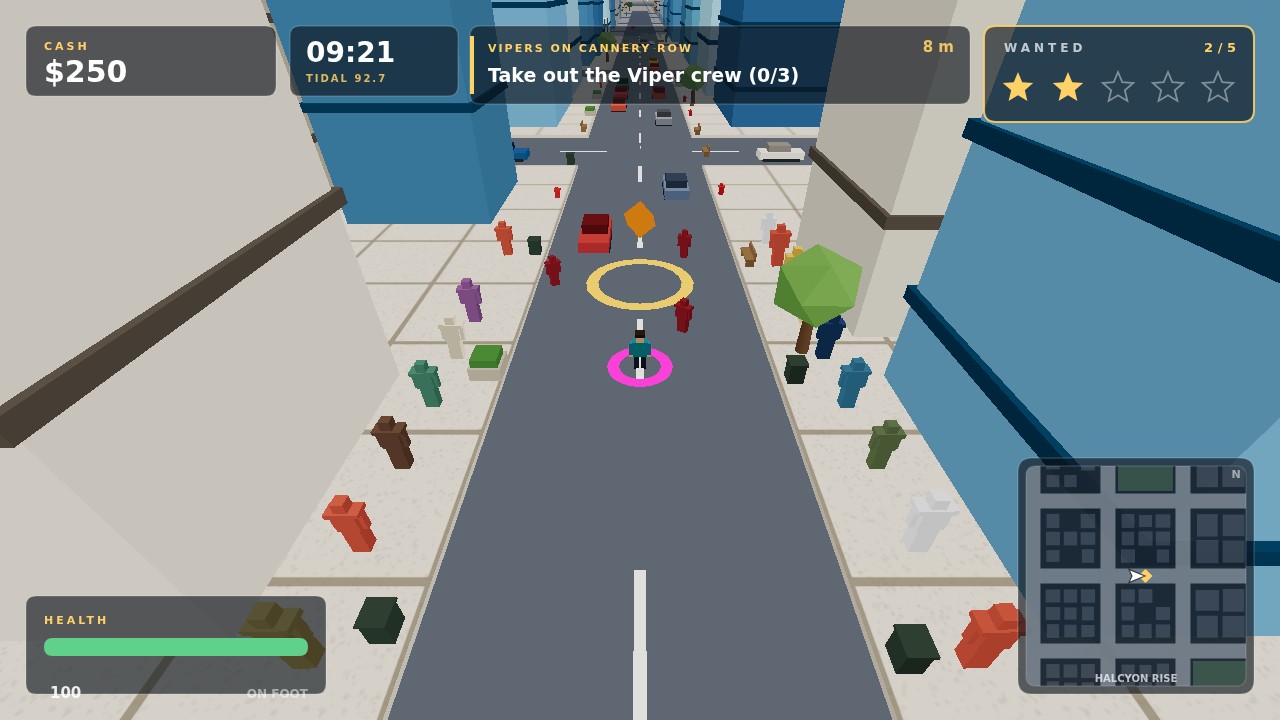 CASH
$250
09:21
TIDAL 92.7
VIPERS ON CANNERY ROW
8 m
Take out the Viper crew (0/3)
WANTED
2 / 5
N
HALCYON RISE
HEALTH
100
ON FOOT